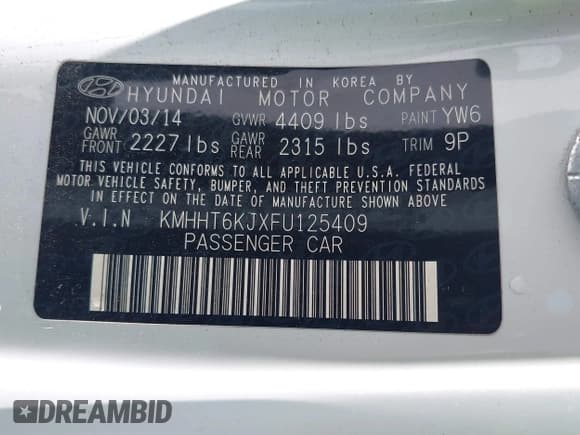 MANUFACTURED IN KOREA BY
HYUNDAI MOTOR COMPANY
NOV/03/14 GVWR 4409 lbs PAINT YW6
GAWR FRONT 2227 lbs GAWR REAR 2315 lbs TRIM 9P
THIS VEHICLE CONFORMS TO ALL APPLICABLE U.S.A. FEDERAL
MOTOR VEHICLE SAFETY, BUMPER, AND THEFT PREVENTION STANDARDS
IN EFFECT ON THE DATE OF MANUFACTURE SHOWN ABOVE
V.I.N KMHHT6KJXFU125409
PASSENGER CAR
DREAMBID